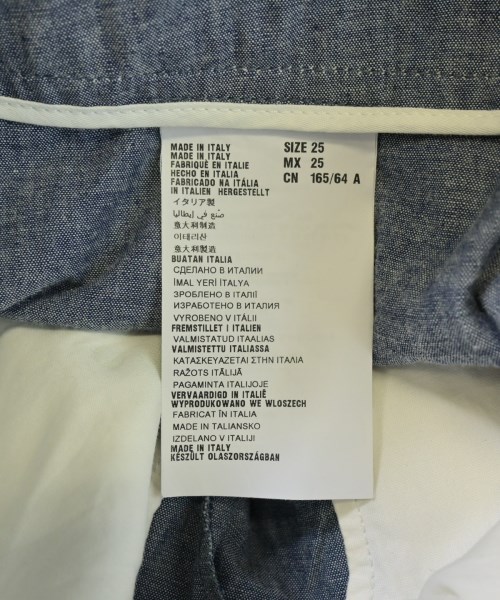 MADE IN ITALY
MADE IN ITALY
FABRIQUÉ EN ITALIE
HECHO EN ITALIA
FABRICADO NA ITÁLIA
IN ITALIEN HERGESTELLT
イタリア製
صنع في إيطاليا
意大利制造
이태리산
義大利製造
BUATAN ITALIA
СДЕЛАНО В ИТАЛИИ
İMAL YERİ İTALYA
ЗРОБЛЕНО В ІТАЛІЇ
ИЗРАБОТЕНО В ИТАЛИЯ
VYROBENO V ITÁLII
FREMSTILLET I ITALIEN
VALMISTATUD ITAALIAS
VALMISTETTU ITALIASSA
ΚΑΤΑΣΚΕΥΑΖΕΤΑΙ ΣΤΗΝ ΙΤΑΛΙΑ
RAŽOTS ITĀLIJĀ
PAGAMINTA ITALIJOJE
VERVAARDIGD IN ITALIË
WYPRODUKOWANO WE WLOSZECH
FABRICAT ÎN ITALIA
MADE IN TALIANSKO
IZDELANO V ITALIJI
MADE IN ITALY
KÉSZÜLT OLASZORSZÁGBAN
SIZE 25
MX 25
CN 165/64 A